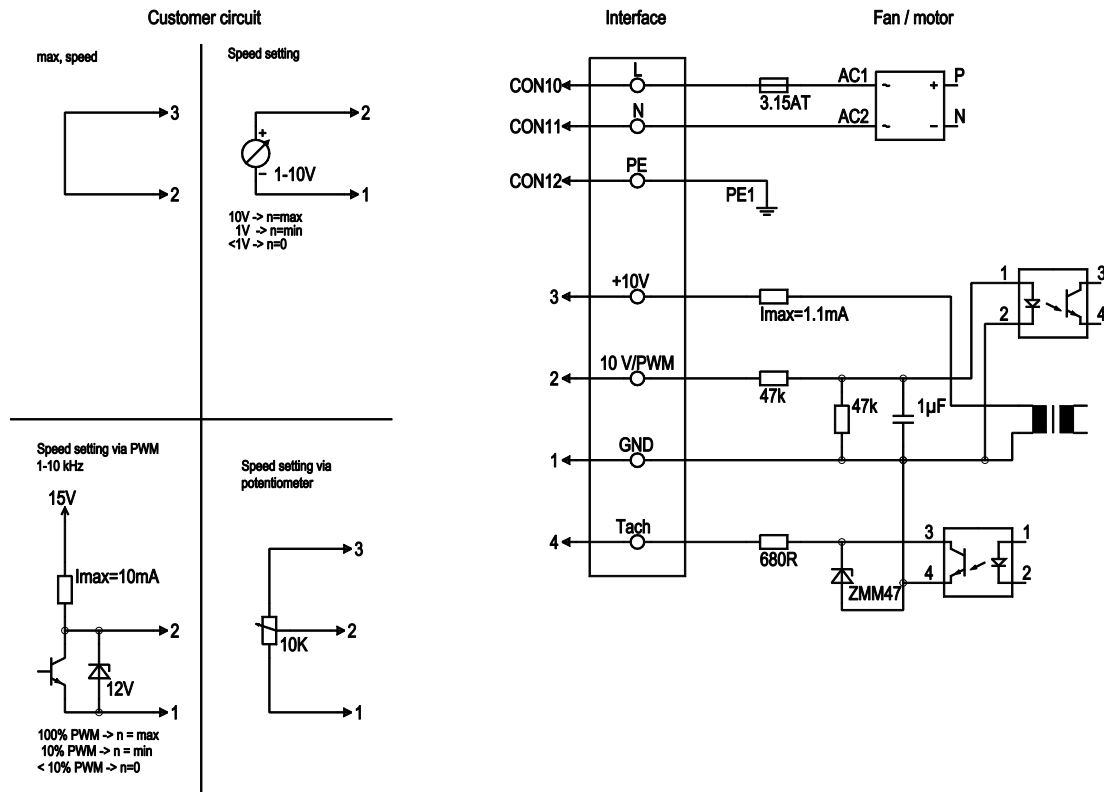 Customer circuit
Interface
Fan / motor
max, speed
3
2
Speed setting
2
+
–
1-10V
1
10V -> n=max
1V -> n=min
<1V -> n=0
Speed setting via PWM
1-10 kHz
15V
Imax=10mA
2
12V
1
100% PWM -> n = max
10% PWM -> n = min
< 10% PWM -> n=0
Speed setting via
potentiometer
3
2
10K
1
CON10
L
3.15AT
AC1
~
+
P
CON11
N
AC2
~
–
N
CON12
PE
PE1
3
+10V
Imax=1.1mA
1
2
3
4
2
10 V/PWM
47k
47k
1µF
1
GND
4
Tach
680R
ZMM47
3
4
1
2